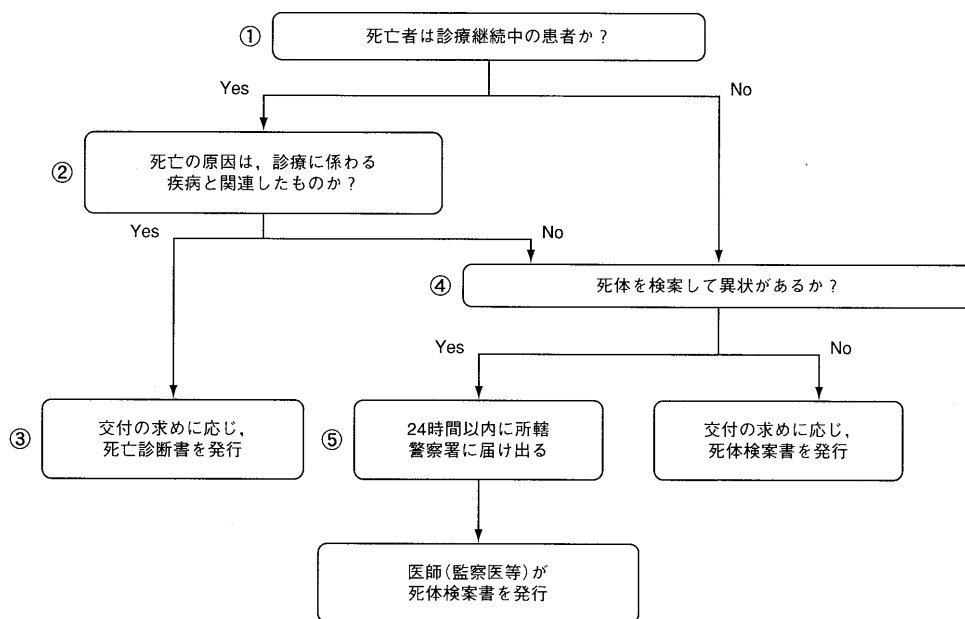 ① 死亡者は診療継続中の患者か？
Yes
No
② 死亡の原因は，診療に係わる
疾病と関連したものか？
Yes
No
④ 死体を検案して異状があるか？
Yes
No
③ 交付の求めに応じ，
死亡診断書を発行
⑤ 24時間以内に所轄
警察署に届け出る
交付の求めに応じ，
死体検案書を発行
医師(監察医等)が
死体検案書を発行